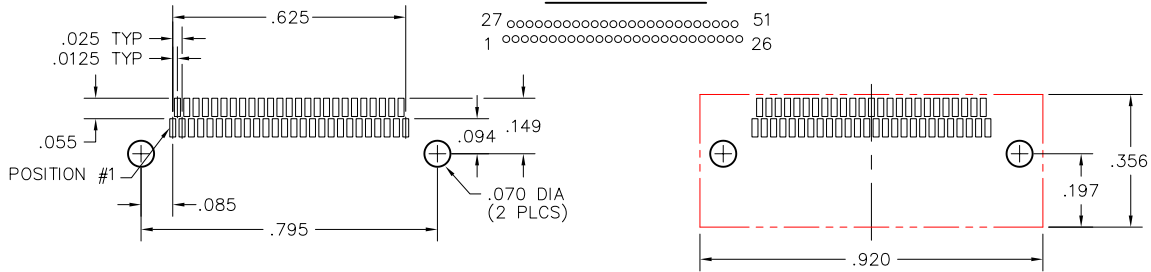 .625
27 51
1 26
.025 TYP
.0125 TYP
.055
.094
.149
POSITION #1
.070 DIA
(2 PLCS)
.085
.795
.356
.197
.920